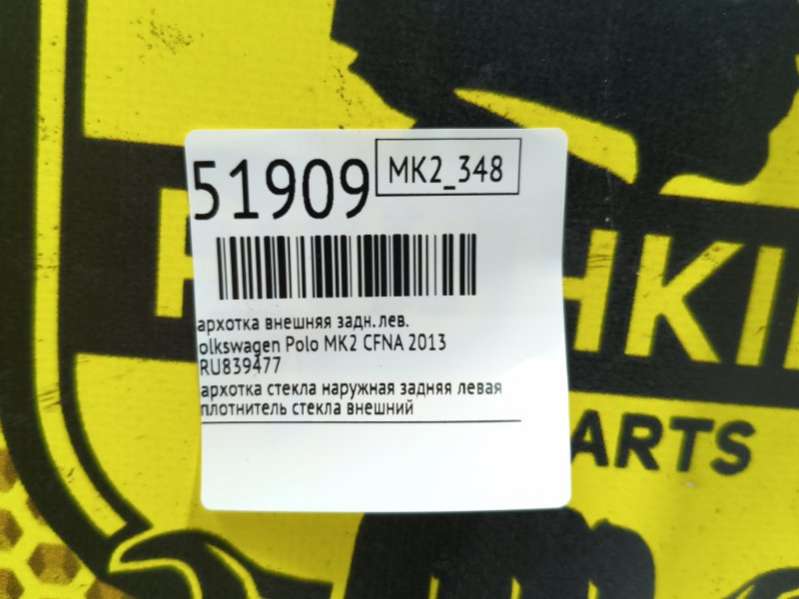 51909
MK2_348
архотка внешняя задн.лев.
olkswagen Polo MK2 CFNA 2013
RU839477
архотка стекла наружная задняя левая
плотнитель стекла внешний
HKI
ARTS